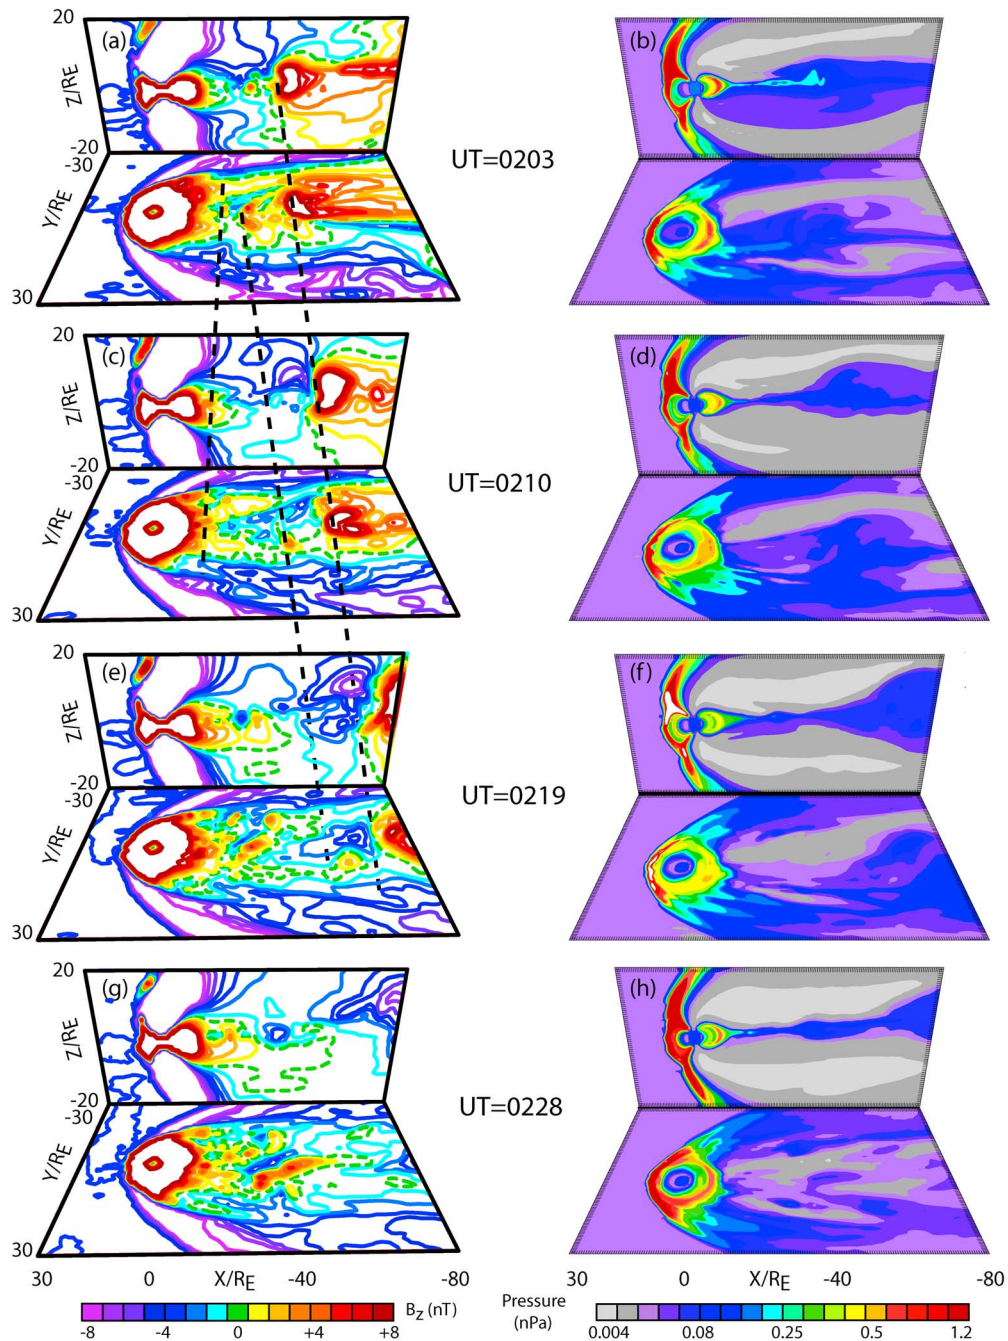 20
(a)
(b)
Z/RE
-20
-30
UT=0203
Y/RE
30
20
(c)
(d)
Z/RE
-20
-30
UT=0210
Y/RE
30
20
(e)
(f)
Z/RE
-20
-30
UT=0219
Y/RE
30
20
(g)
(h)
Z/RE
-20
-30
UT=0228
Y/RE
30
30 0 X/RE -40 -80 30 0 X/RE -40 -80
BZ (nT)
-8 -4 0 +4 +8
Pressure
(nPa)
0.004 0.08 0.25 0.5 1.2